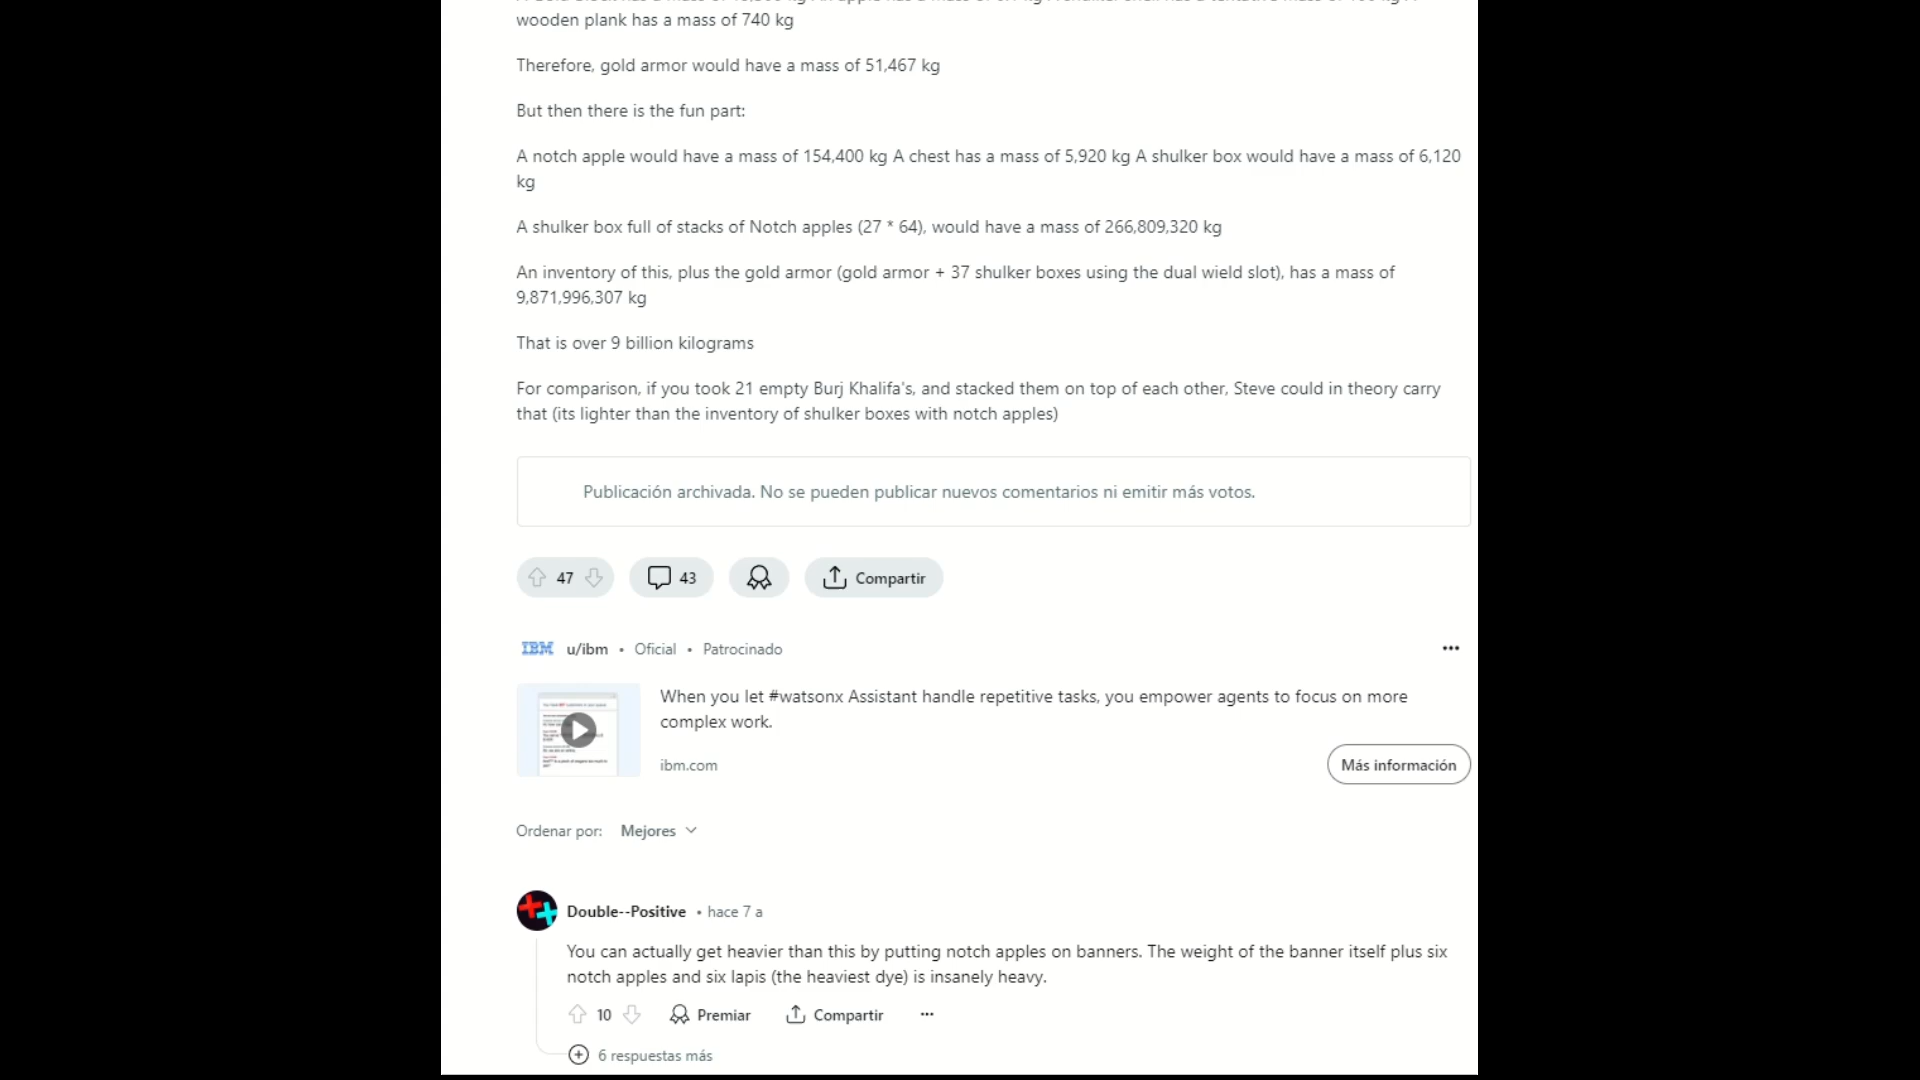 wooden plank has a mass of 740 kg
Therefore, gold armor would have a mass of 51,467 kg
But then there is the fun part:
A notch apple would have a mass of 154,400 kg A chest has a mass of 5,920 kg A shulker box would have a mass of 6,120
kg
A shulker box full of stacks of Notch apples (27 * 64), would have a mass of 266,809,320 kg
An inventory of this, plus the gold armor (gold armor + 37 shulker boxes using the dual wield slot), has a mass of
9,871,996,307 kg
That is over 9 billion kilograms
For comparison, if you took 21 empty Burj Khalifa's, and stacked them on top of each other, Steve could in theory carry
that (its lighter than the inventory of shulker boxes with notch apples)
Publicación archivada. No se pueden publicar nuevos comentarios ni emitir más votos.
47 43 Compartir
IBM u/ibm • Oficial • Patrocinado
When you let #watsonx Assistant handle repetitive tasks, you empower agents to focus on more
complex work.
ibm.com
Más información
Ordenar por: Mejores
Double--Positive • hace 7 a
You can actually get heavier than this by putting notch apples on banners. The weight of the banner itself plus six
notch apples and six lapis (the heaviest dye) is insanely heavy.
10 Premiar Compartir
6 respuestas más